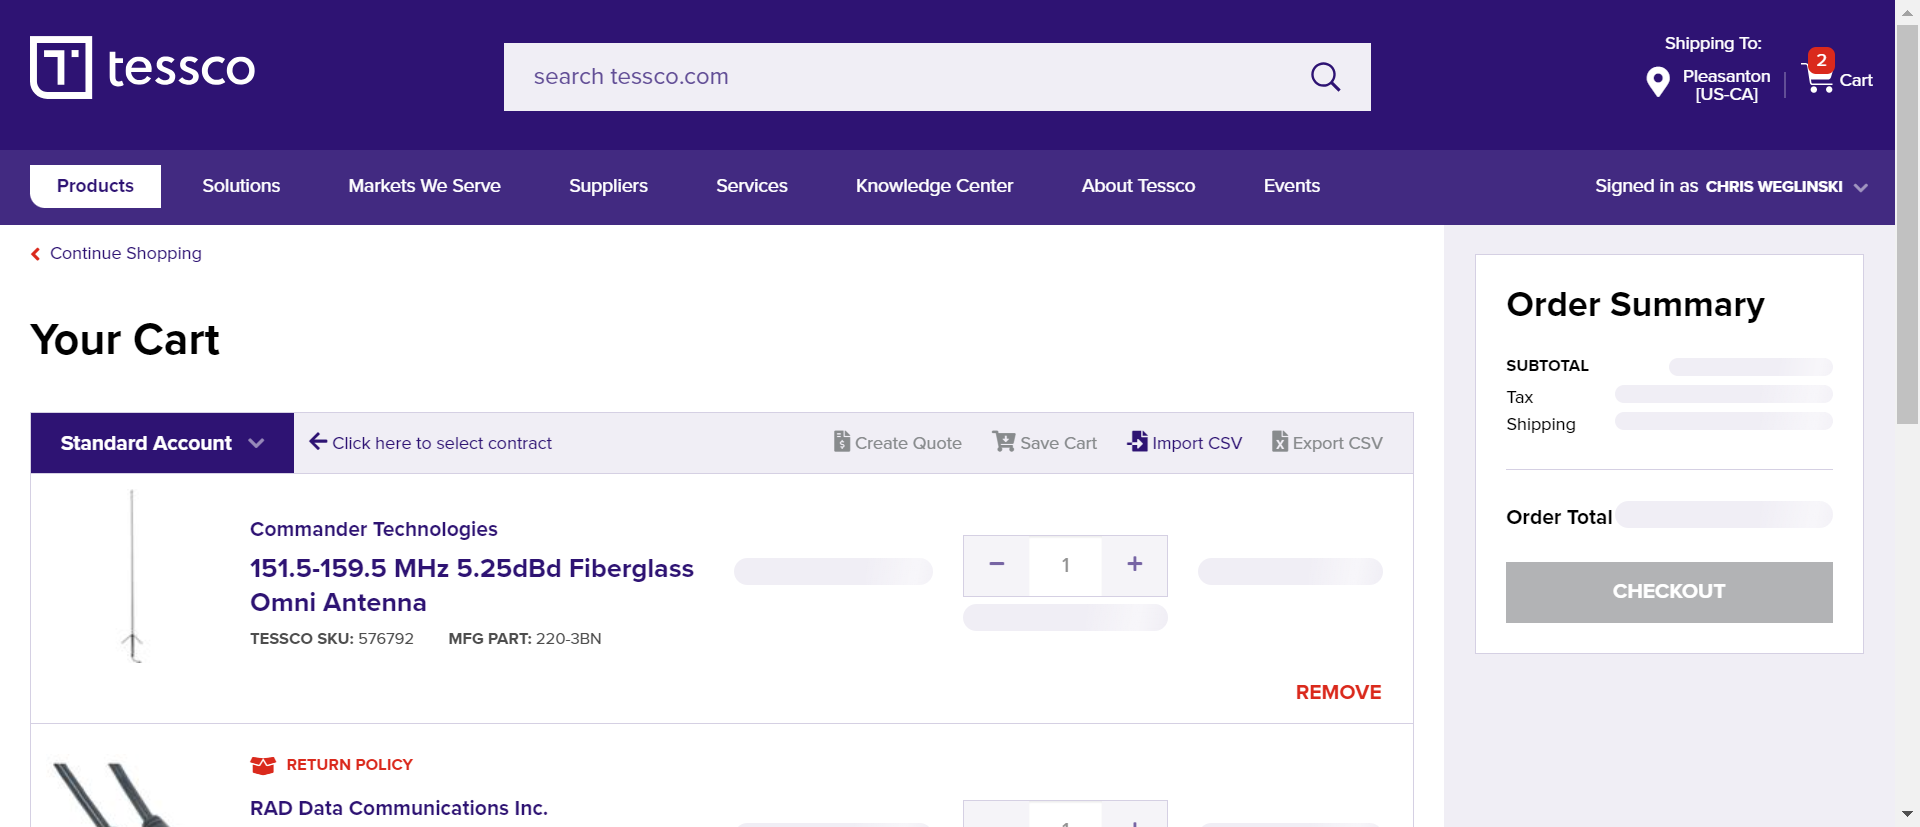 tessco
search tessco.com
Shipping To:
Pleasanton
[US-CA]
2
Cart
Products
Solutions
Markets We Serve
Suppliers
Services
Knowledge Center
About Tessco
Events
Signed in as CHRIS WEGLINSKI
Continue Shopping
Your Cart
Standard Account
Click here to select contract
Create Quote
Save Cart
Import CSV
Export CSV
Commander Technologies
151.5-159.5 MHz 5.25dBd Fiberglass
Omni Antenna
TESSCO SKU: 576792 MFG PART: 220-3BN
1
REMOVE
RETURN POLICY
RAD Data Communications Inc.
Order Summary
SUBTOTAL
Tax
Shipping
Order Total
CHECKOUT